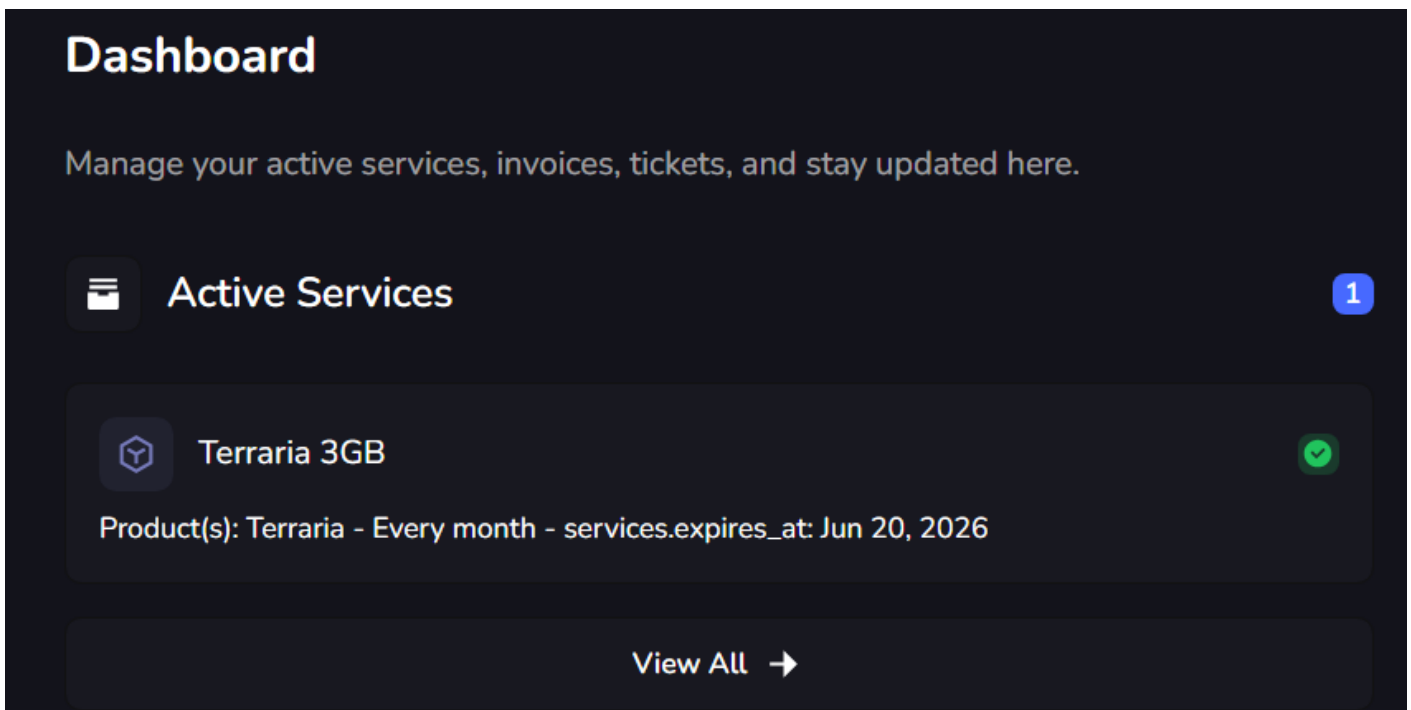 Dashboard
Manage your active services, invoices, tickets, and stay updated here.
Active Services
1
Terraria 3GB
Product(s): Terraria - Every month - services.expires_at: Jun 20, 2026
View All